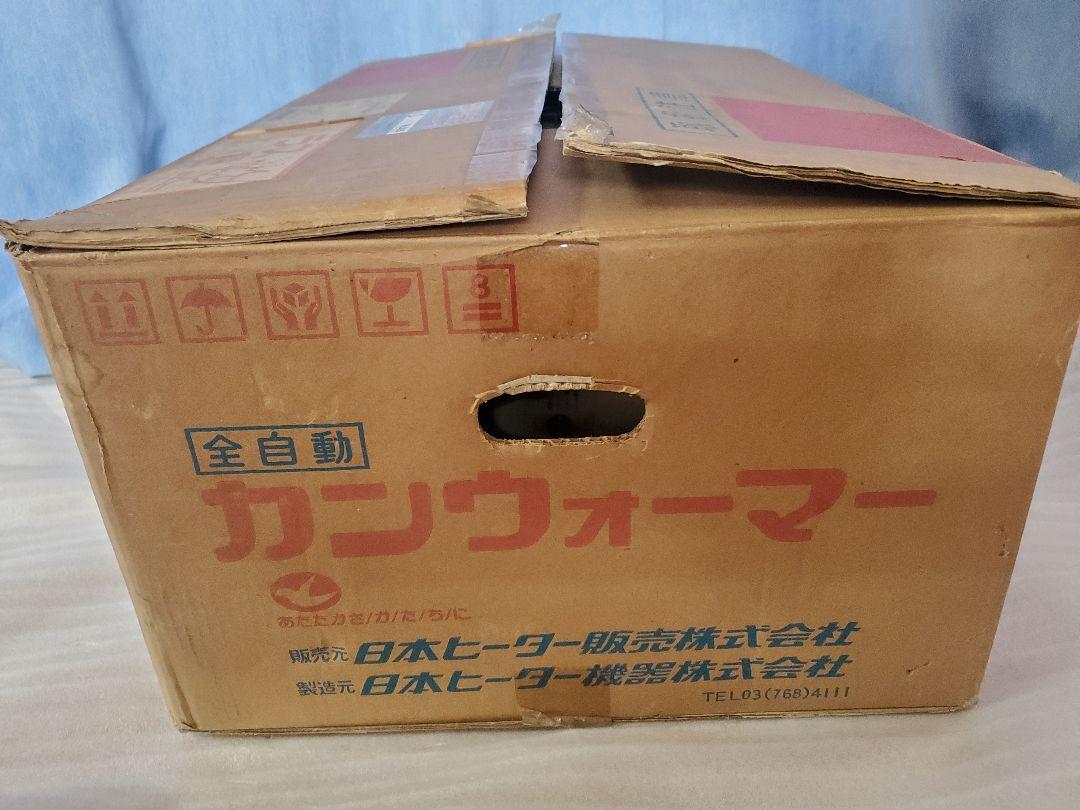 8
全自動
カンウォーマー
あたたかさ/か/た/ち/に
販売元 日本ヒーター販売株式会社
製造元 日本ヒーター機器株式会社
TEL03(768)4111